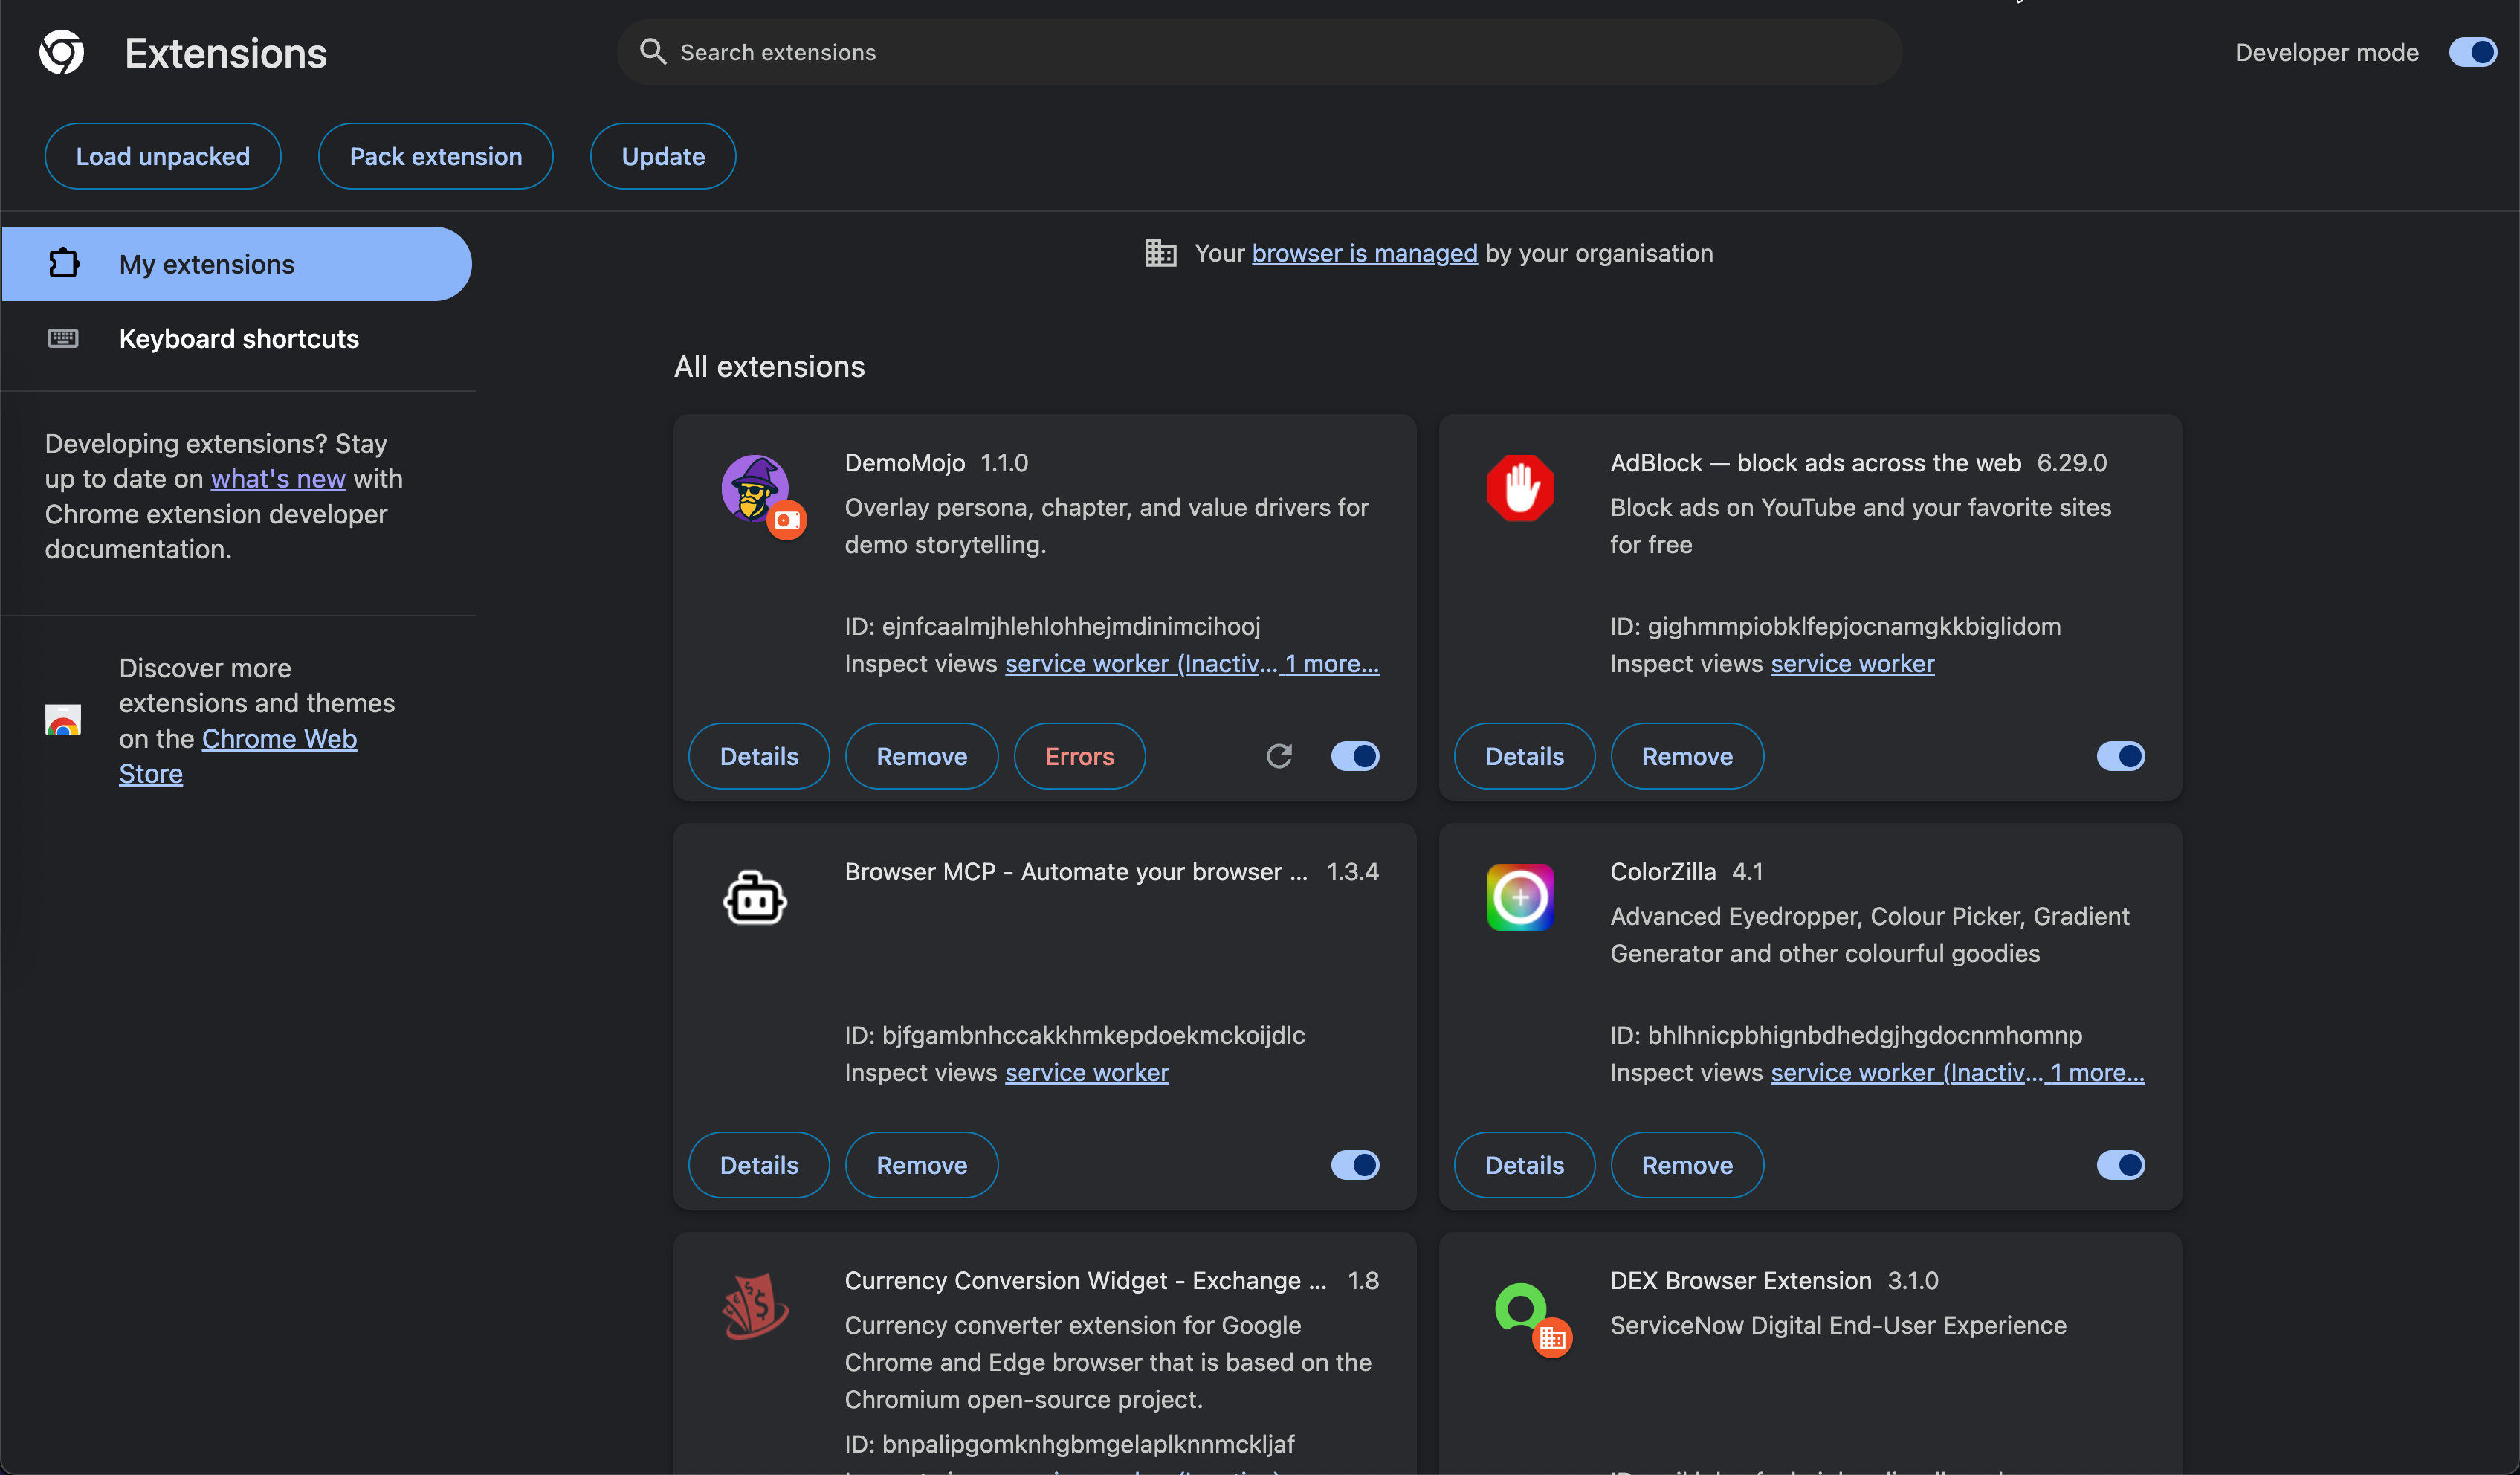 Extensions
Search extensions
Developer mode
Load unpacked
Pack extension
Update
My extensions
Keyboard shortcuts
Developing extensions? Stay
up to date on what's new with
Chrome extension developer
documentation.
Discover more
extensions and themes
on the Chrome Web
Store
Your browser is managed by your organisation
All extensions
DemoMojo 1.1.0
Overlay persona, chapter, and value drivers for
demo storytelling.
ID: ejnfcaalmjhlehlohhejmdinimcihooj
Inspect views service worker (Inactiv... 1 more...
Details
Remove
Errors
AdBlock — block ads across the web 6.29.0
Block ads on YouTube and your favorite sites
for free
ID: gighmmpiobklfepjocnamgkkbiglidom
Inspect views service worker
Details
Remove
Browser MCP - Automate your browser ... 1.3.4
ID: bjfgambnhccakkhmkepdoekmckoijdlc
Inspect views service worker
Details
Remove
ColorZilla 4.1
Advanced Eyedropper, Colour Picker, Gradient
Generator and other colourful goodies
ID: bhlhnicpbhignbdhedgjhgdocnmhomnp
Inspect views service worker (Inactiv... 1 more...
Details
Remove
Currency Conversion Widget - Exchange ... 1.8
Currency converter extension for Google
Chrome and Edge browser that is based on the
Chromium open-source project.
ID: bnpalipgomknhgbmgelaplknnmckljaf
DEX Browser Extension 3.1.0
ServiceNow Digital End-User Experience